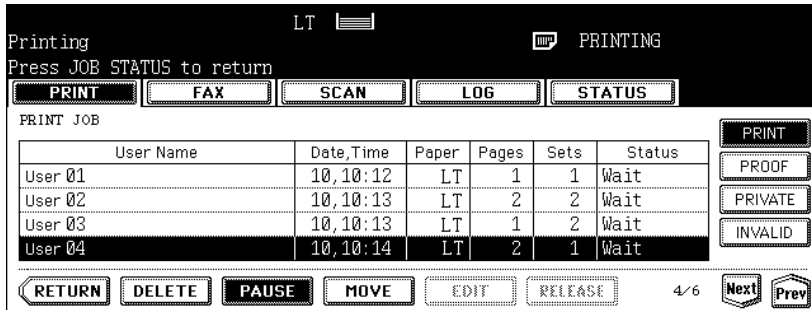 LT
Printing PRINTING
Press JOB STATUS to return
PRINT FAX SCAN LOG STATUS
PRINT JOB
PRINT
User Name Date,Time Paper Pages Sets Status
PROOF
User 01 10,10:12 LT 1 1 Wait
User 02 10,10:13 LT 2 2 Wait
PRIVATE
User 03 10,10:13 LT 1 2 Wait
INVALID
User 04 10,10:14 LT 2 1 Wait
RETURN DELETE PAUSE MOVE EDIT RELEASE 4/6 Next Prev